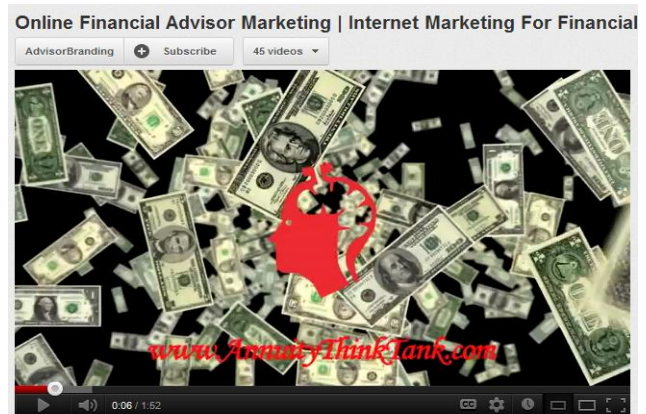 Online Financial Advisor Marketing | Internet Marketing For Financial
AdvisorBranding Subscribe 45 videos
www.AnnuityThinkTank.com
0:06 / 1:52 CC